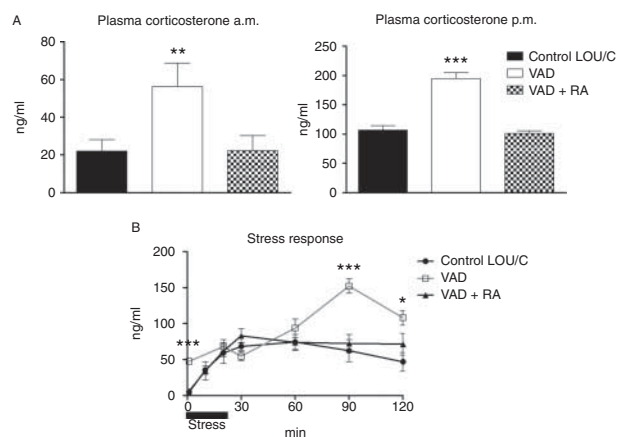 A
Plasma corticosterone a.m.
Plasma corticosterone p.m.
80
60
40
20
0
ng/ml
**
200
150
100
50
0
ng/ml
***
Control LOU/C
VAD
VAD + RA
B
Stress response
200
150
100
50
0
ng/ml
***
***
*
Control LOU/C
VAD
VAD + RA
0 30 60 90 120
Stress
min